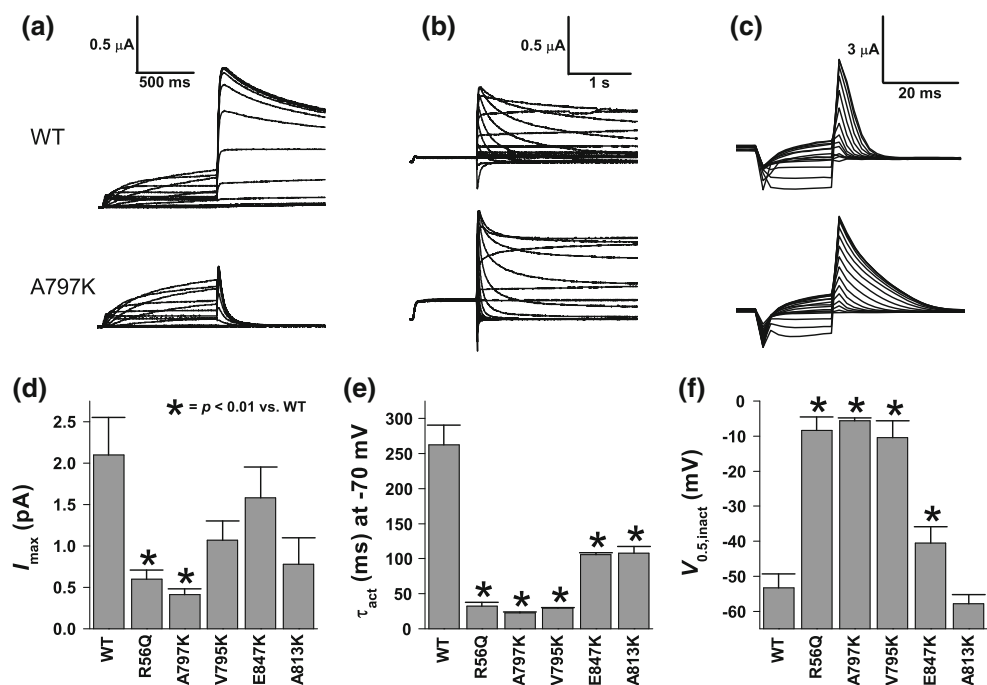 (a)
0.5 μA
500 ms
(b)
0.5 μA
1 s
(c)
3 μA
20 ms
WT
A797K
(d)
* = p < 0.01 vs. WT
I max (pA)
2.5
2.0
1.5
1.0
0.5
0.0
WT
R56Q
A797K
V795K
E847K
A813K
(e)
τ act (ms) at -70 mV
300
250
200
150
100
50
0
WT
R56Q
A797K
V795K
E847K
A813K
(f)
V 0.5,inact (mV)
0
-10
-20
-30
-40
-50
-60
WT
R56Q
A797K
V795K
E847K
A813K